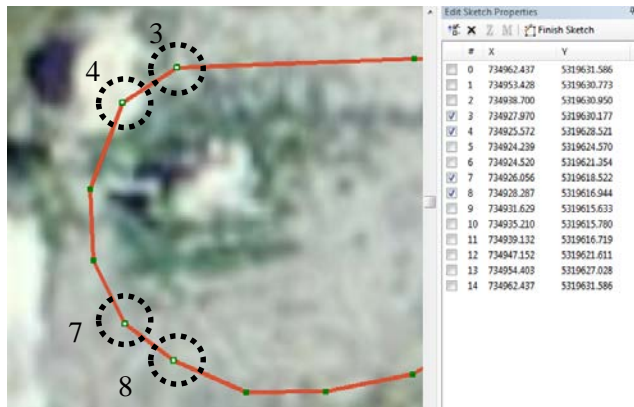 3
4
7
8
Edit Sketch Properties
Z M Finish Sketch
# X Y
0 734962.437 5319631.586
1 734953.428 5319630.773
2 734938.700 5319630.950
3 734927.970 5319630.177
4 734925.572 5319628.521
5 734924.239 5319624.570
6 734924.520 5319621.354
7 734926.056 5319618.522
8 734928.287 5319616.944
9 734931.629 5319615.633
10 734935.210 5319615.780
11 734939.132 5319616.719
12 734947.152 5319621.611
13 734954.403 5319627.028
14 734962.437 5319631.586